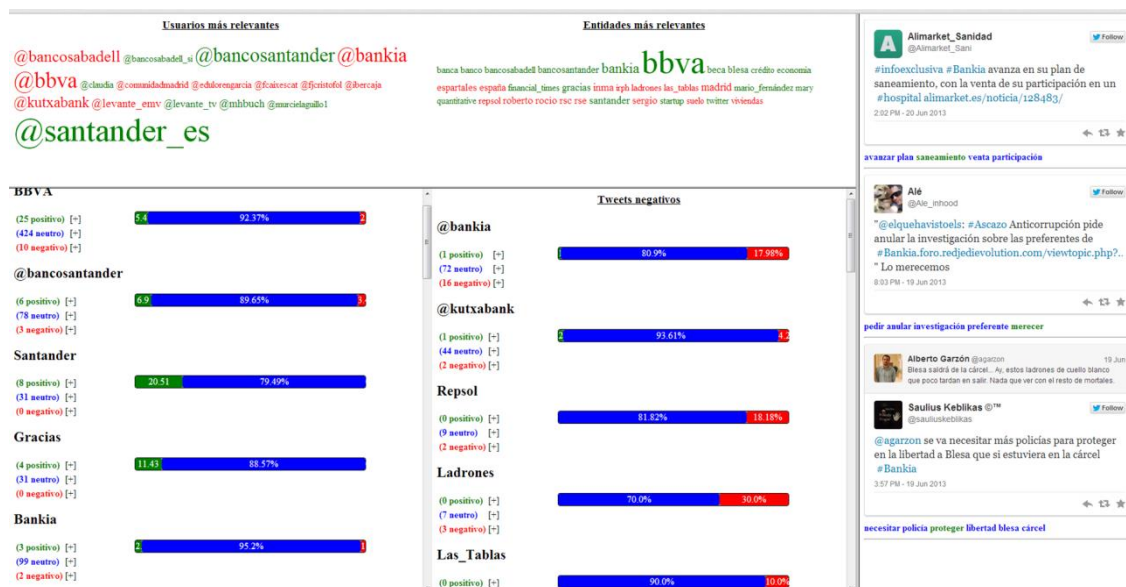 Usuarios más relevantes
@bancosabadell @bancosabadell_si @bancosantander @bankia
@bbva @claudia @comunidadmadrid @edulorengarcia @fcaixescat @fjcristofol @ibercaja
@kutxabank @levante_emv @levante_tv @mhbuch @murcielaguillo1
@santander_es
Entidades más relevantes
banca banco bancosabadell bancosantander bankia bbva beca blesa crédito economia
espartales españa financial_times gracias inma irph ladrones las_tablas madrid mario_fernández mary
quantitative repsol roberto rocio rsc rse santander sergio startup suelo twitter viviendas
BBVA
(25 positivo) [+]
5.4 92.37% 2
(424 neutro) [+]
(10 negativo) [+]
@bancosantander
(6 positivo) [+]
6.9 89.65% 3.
(78 neutro) [+]
(3 negativo) [+]
Santander
(8 positivo) [+]
20.51 79.49%
(31 neutro) [+]
(0 negativo) [+]
Gracias
(4 positivo) [+]
11.43 88.57%
(31 neutro) [+]
(0 negativo) [+]
Bankia
(3 positivo) [+]
2. 95.2% 1
(99 neutro) [+]
(2 negativo) [+]
Tweets negativos
@bankia
(1 positivo) [+]
1 80.9% 17.98%
(72 neutro) [+]
(16 negativo) [+]
@kutxabank
(1 positivo) [+]
2 93.61% 4.2
(44 neutro) [+]
(2 negativo) [+]
Repsol
(0 positivo) [+]
81.82% 18.18%
(9 neutro) [+]
(2 negativo) [+]
Ladrones
(0 positivo) [+]
70.0% 30.0%
(7 neutro) [+]
(3 negativo) [+]
Las_Tablas
(0 positivo) [+]
90.0% 10.0%
A
Alimarket_Sanidad
Follow
@Alimarket_Sani
#infoexclusiva #Bankia avanza en su plan de
saneamiento, con la venta de su participación en un
#hospital alimarket.es/noticia/128483/
2:02 PM - 20 Jun 2013
avanzar plan saneamiento venta participación
Alé
Follow
@Ale_inhood
"@elquehavistoels: #Ascazo Anticorrupción pide
anular la investigación sobre las preferentes de
#Bankia.foro.redjedievolution.com/viewtopic.php?..
" Lo merecemos
8:03 PM - 19 Jun 2013
pedir anular investigación preferente merecer
Alberto Garzón @agarzon 19 Jun
Blesa saldrá de la cárcel... Ay, estos ladrones de cuello blanco
que poco tardan en salir. Nada que ver con el resto de mortales.
Saulius Keblikas ©™
Follow
@sauliuskeblikas
@agarzon se va necesitar más policías para proteger
en la libertad a Blesa que si estuviera en la cárcel
#Bankia
3:57 PM - 19 Jun 2013
necesitar policía proteger libertad blesa cárcel